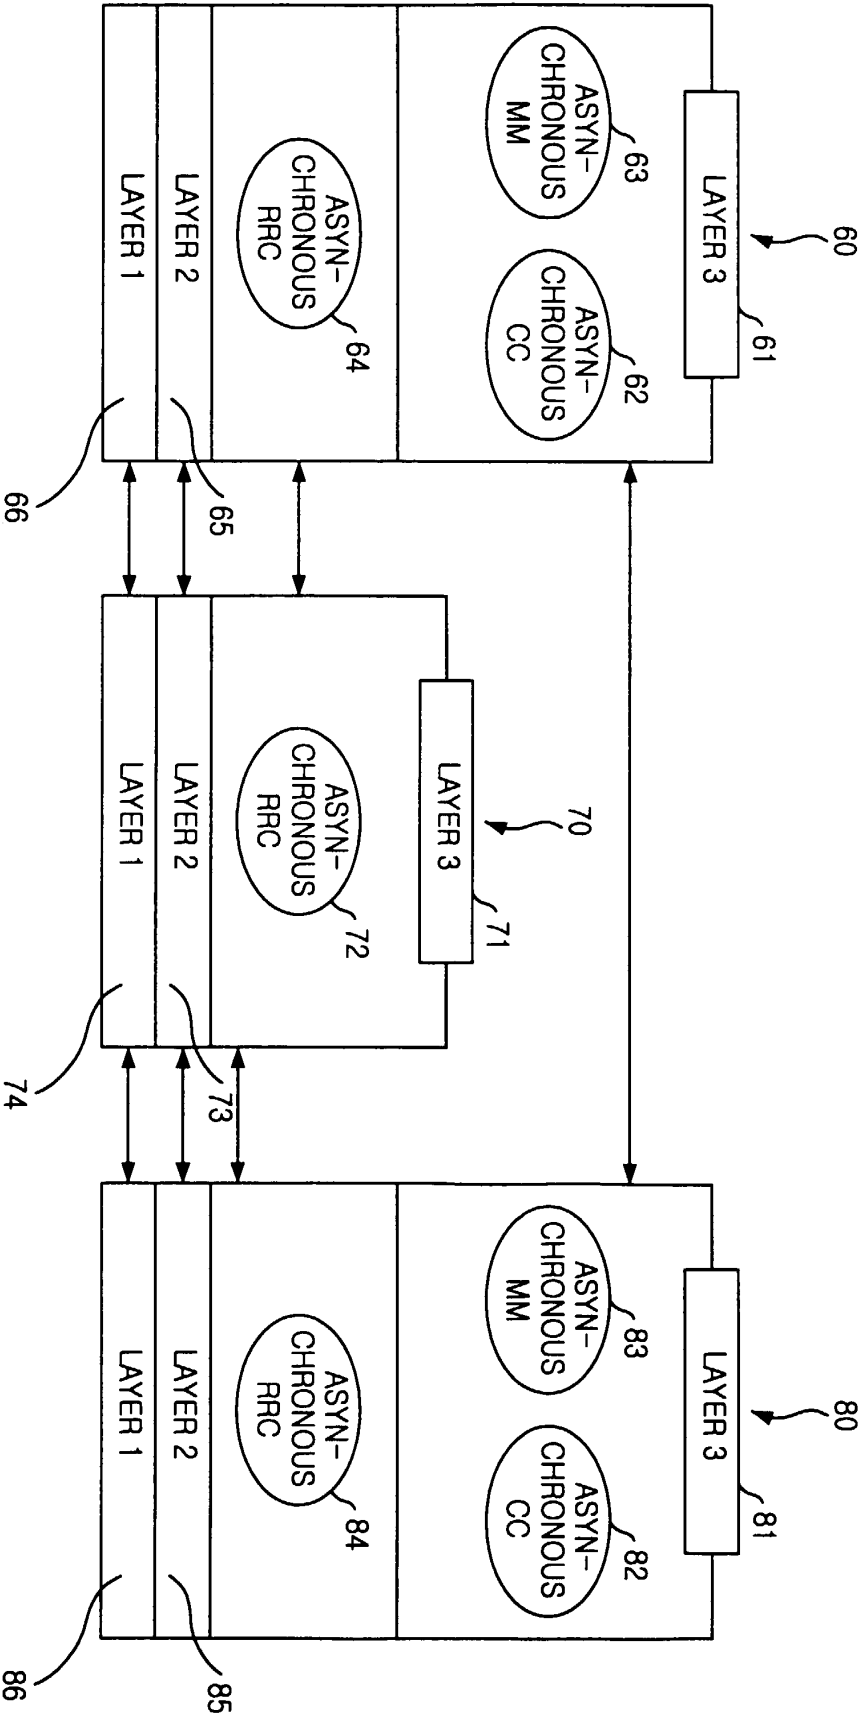 60
LAYER 3
61
ASYN-
CHRONOUS
MM
63
ASYN-
CHRONOUS
CC
62
ASYN-
CHRONOUS
RRC
64
LAYER 2
65
LAYER 1
66
70
LAYER 3
71
ASYN-
CHRONOUS
RRC
72
LAYER 2
73
LAYER 1
74
80
LAYER 3
81
ASYN-
CHRONOUS
MM
83
ASYN-
CHRONOUS
CC
82
ASYN-
CHRONOUS
RRC
84
LAYER 2
85
LAYER 1
86